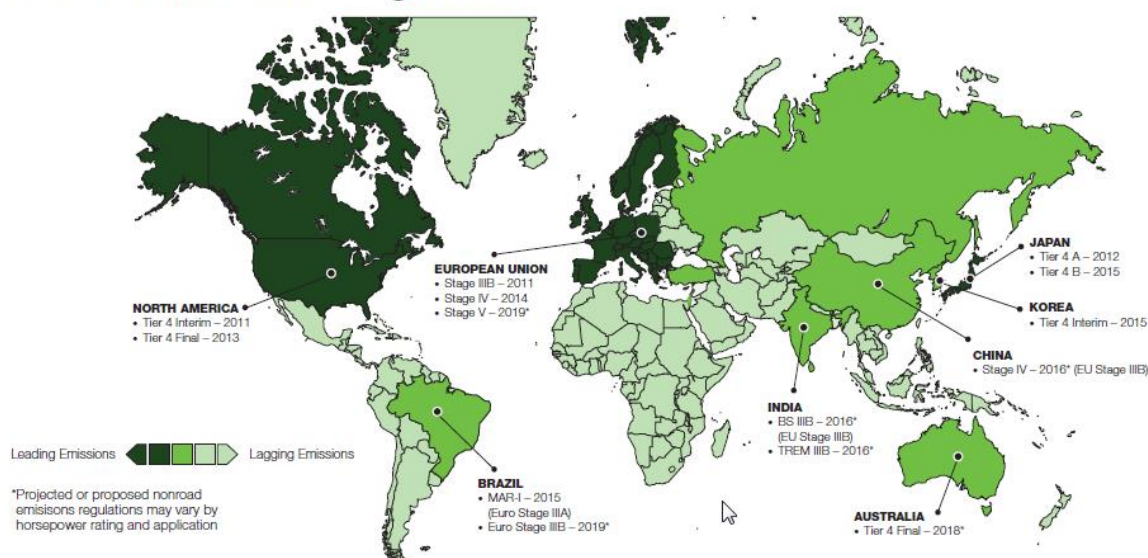 NORTH AMERICA
• Tier 4 Interim – 2011
• Tier 4 Final – 2013
EUROPEAN UNION
• Stage IIIB – 2011
• Stage IV – 2014
• Stage V – 2019*
JAPAN
• Tier 4 A – 2012
• Tier 4 B – 2015
KOREA
• Tier 4 Interim – 2015
CHINA
• Stage IV – 2016* (EU Stage IIIB)
INDIA
• BS IIIB – 2016*
(EU Stage IIIB)
• TREM IIIB – 2016*
BRAZIL
• MAR-I – 2015
(Euro Stage IIIA)
• Euro Stage IIIB – 2019*
AUSTRALIA
• Tier 4 Final – 2018*
Leading Emissions
Lagging Emissions
*Projected or proposed nonroad
emisisons regulations may vary by
horsepower rating and application